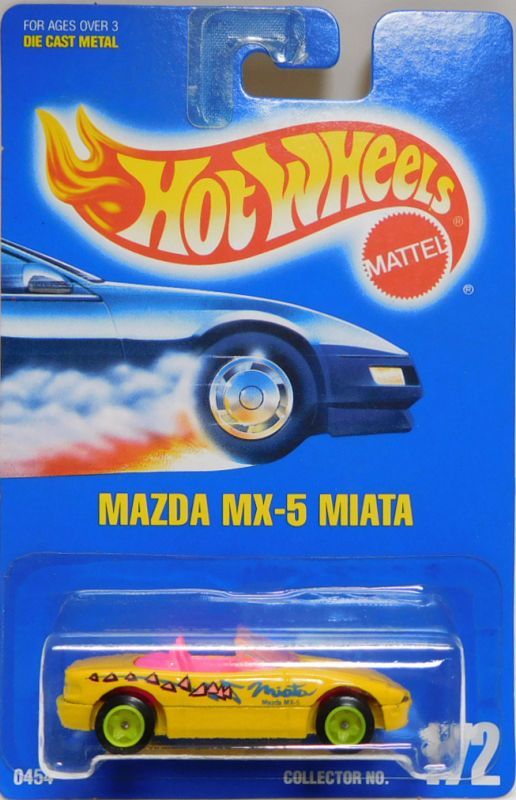 FOR AGES OVER 3
DIE CAST METAL
HOT WHEELS
®
MATTEL
®
MAZDA MX-5 MIATA
Miata
Mazda MX-5
0454
COLLECTOR NO. 172